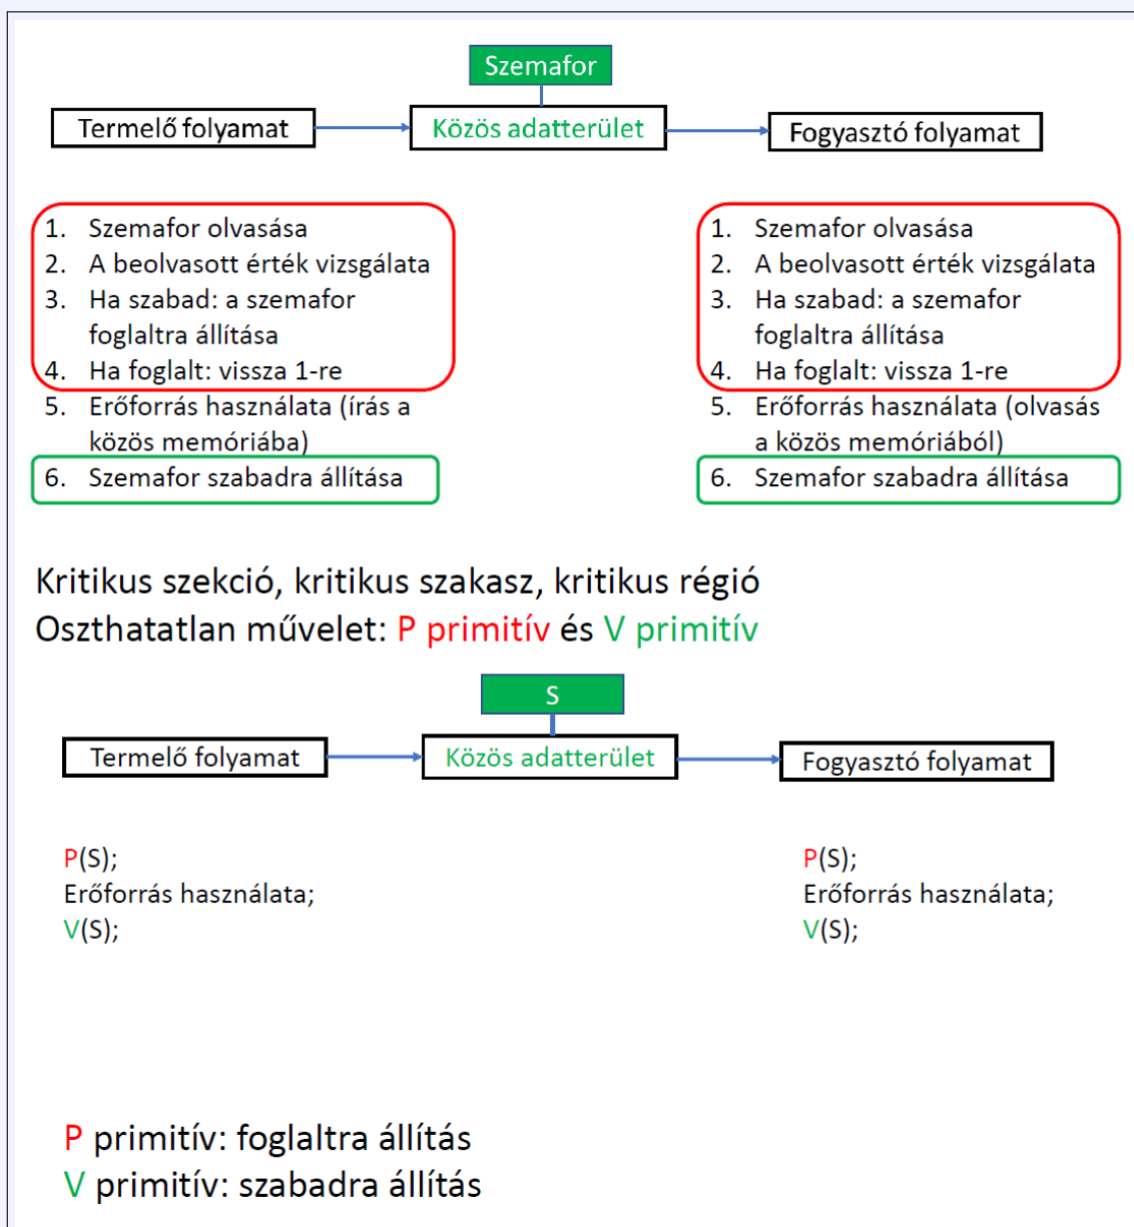 Szemafor
Termelő folyamat
Közös adatterület
Fogyasztó folyamat
1. Szemafor olvasása
2. A beolvasott érték vizsgálata
3. Ha szabad: a szemafor
foglaltra állítása
4. Ha foglalt: vissza 1-re
5. Erőforrás használata (írás a
közös memóriába)
6. Szemafor szabadra állítása
1. Szemafor olvasása
2. A beolvasott érték vizsgálata
3. Ha szabad: a szemafor
foglaltra állítása
4. Ha foglalt: vissza 1-re
5. Erőforrás használata (olvasás
a közös memóriából)
6. Szemafor szabadra állítása
Kritikus szekció, kritikus szakasz, kritikus régió
Oszthatatlan művelet: P primitív és V primitív
S
Termelő folyamat
Közös adatterület
Fogyasztó folyamat
P(S);
Erőforrás használata;
V(S);
P(S);
Erőforrás használata;
V(S);
P primitív: foglaltra állítás
V primitív: szabadra állítás